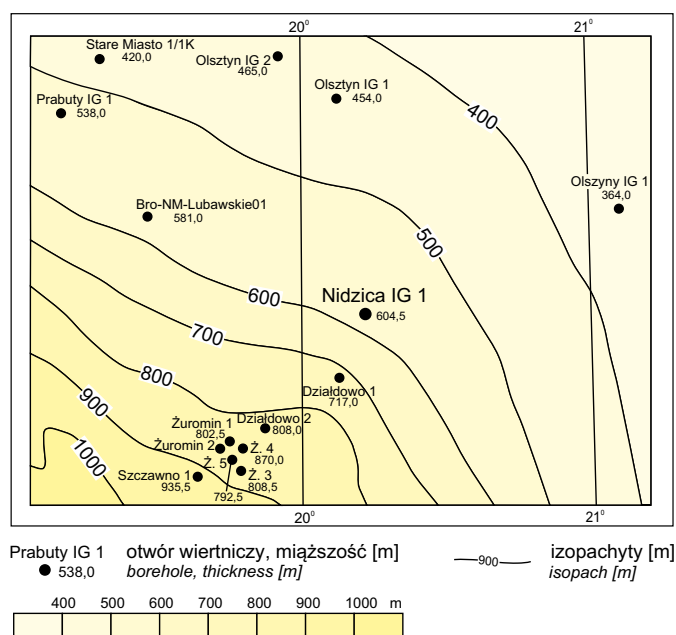 20°
21°
Stare Miasto 1/1K
420,0
Olsztyn IG 2
465,0
Olsztyn IG 1
454,0
Prabuty IG 1
538,0
400
Olszyny IG 1
364,0
Bro-NM-Lubawskie01
581,0
500
600
Nidzica IG 1
604,5
700
800
Działdowo 1
717,0
900
Działdowo 2
808,0
Żuromin 1
802,5
Żuromin 2
Ż. 4
870,0
Ż. 5
1000
Szczawno 1
935,5
Ż. 3
808,5
792,5
20°
21°
Prabuty IG 1
538,0
otwór wiertniczy, miąższość [m]
borehole, thickness [m]
900
izopachyty [m]
isopach [m]
400 500 600 700 800 900 1000 m